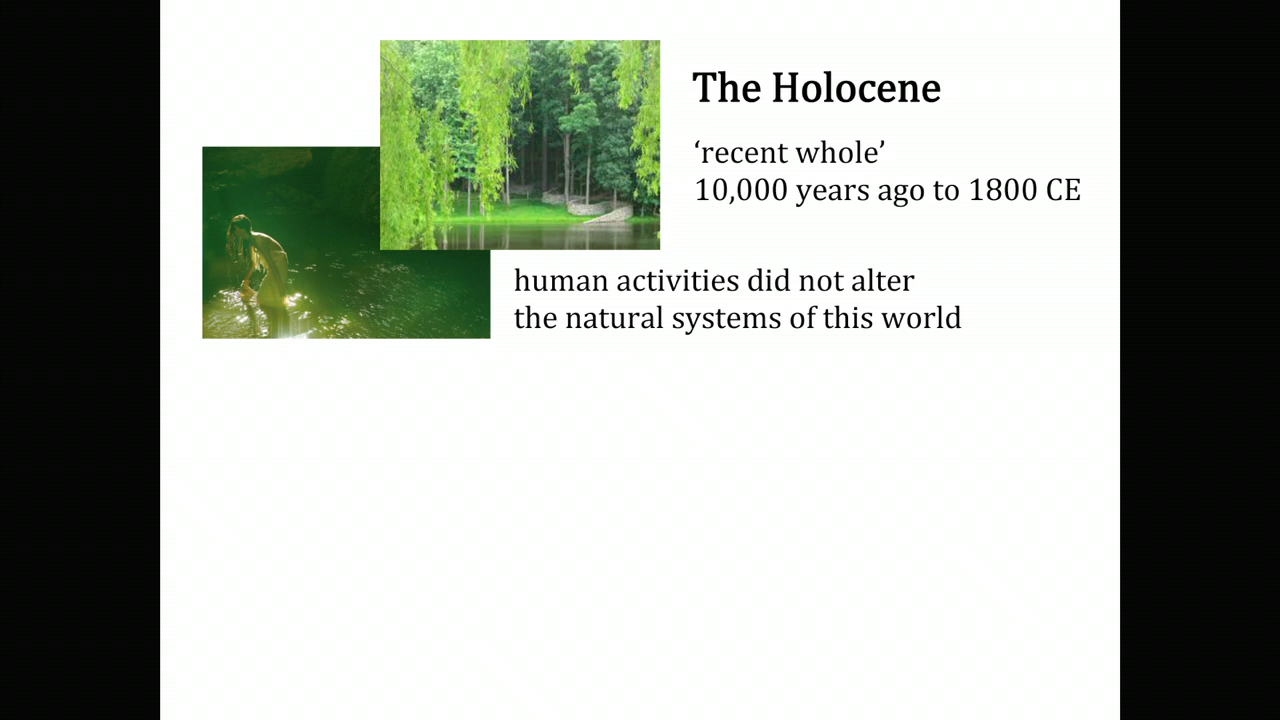 The Holocene
‘recent whole’
10,000 years ago to 1800 CE
human activities did not alter
the natural systems of this world